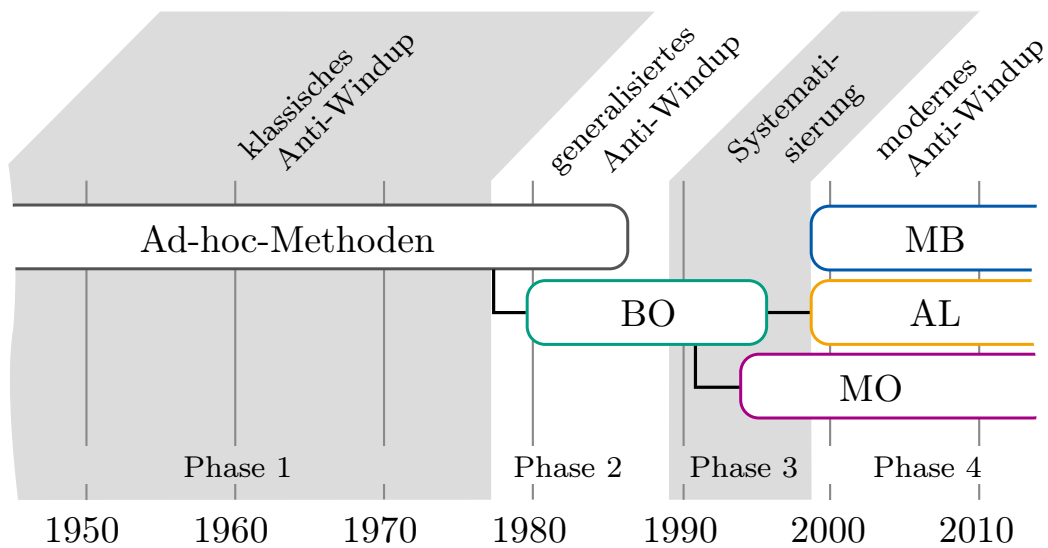 klassisches
Anti-Windup
generalisiertes
Anti-Windup
Systemati-
sierung
modernes
Anti-Windup
Ad-hoc-Methoden
MB
BO
AL
MO
Phase 1
Phase 2
Phase 3
Phase 4
1950
1960
1970
1980
1990
2000
2010